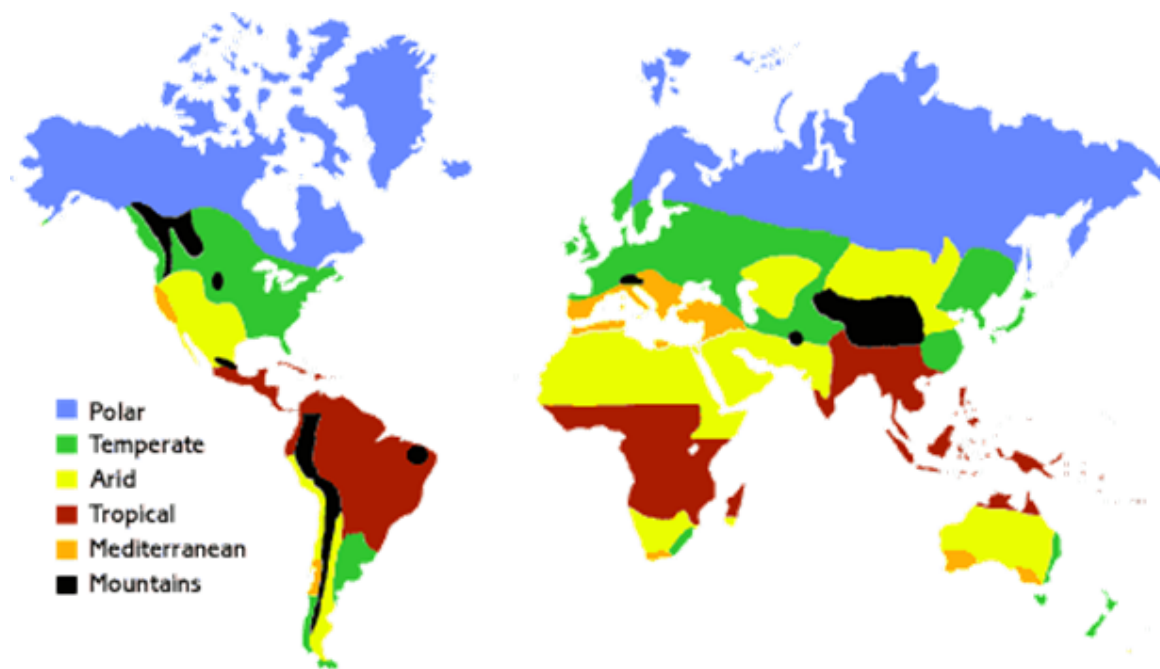 Polar
Temperate
Arid
Tropical
Mediterranean
Mountains